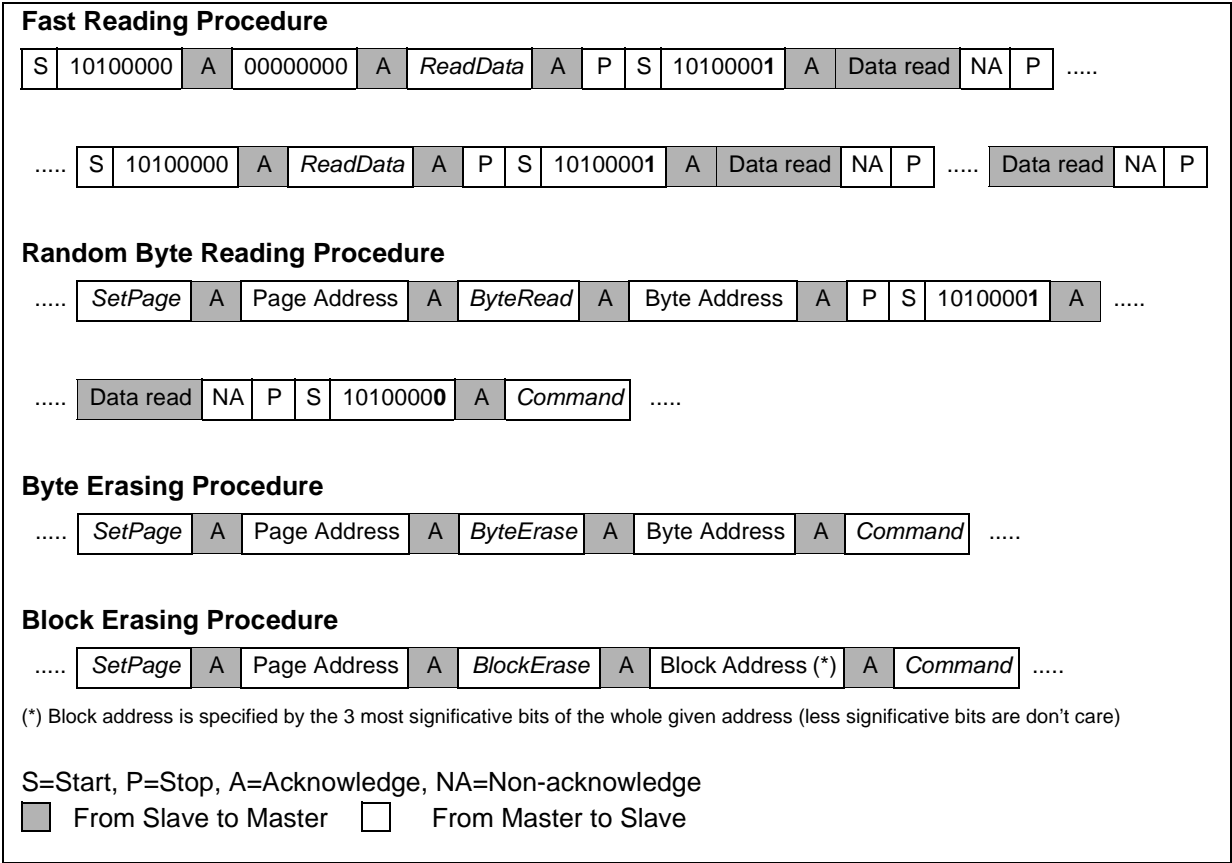 Fast Reading Procedure
S 10100000 A 00000000 A ReadData A P S 10100001 A Data read NA P .....
..... S 10100000 A ReadData A P S 10100001 A Data read NA P ..... Data read NA P
Random Byte Reading Procedure
..... SetPage A Page Address A ByteRead A Byte Address A P S 10100001 A .....
..... Data read NA P S 10100000 A Command .....
Byte Erasing Procedure
..... SetPage A Page Address A ByteErase A Byte Address A Command .....
Block Erasing Procedure
..... SetPage A Page Address A BlockErase A Block Address (*) A Command .....
(*) Block address is specified by the 3 most significative bits of the whole given address (less significative bits are don't care)
S=Start, P=Stop, A=Acknowledge, NA=Non-acknowledge
From Slave to Master From Master to Slave